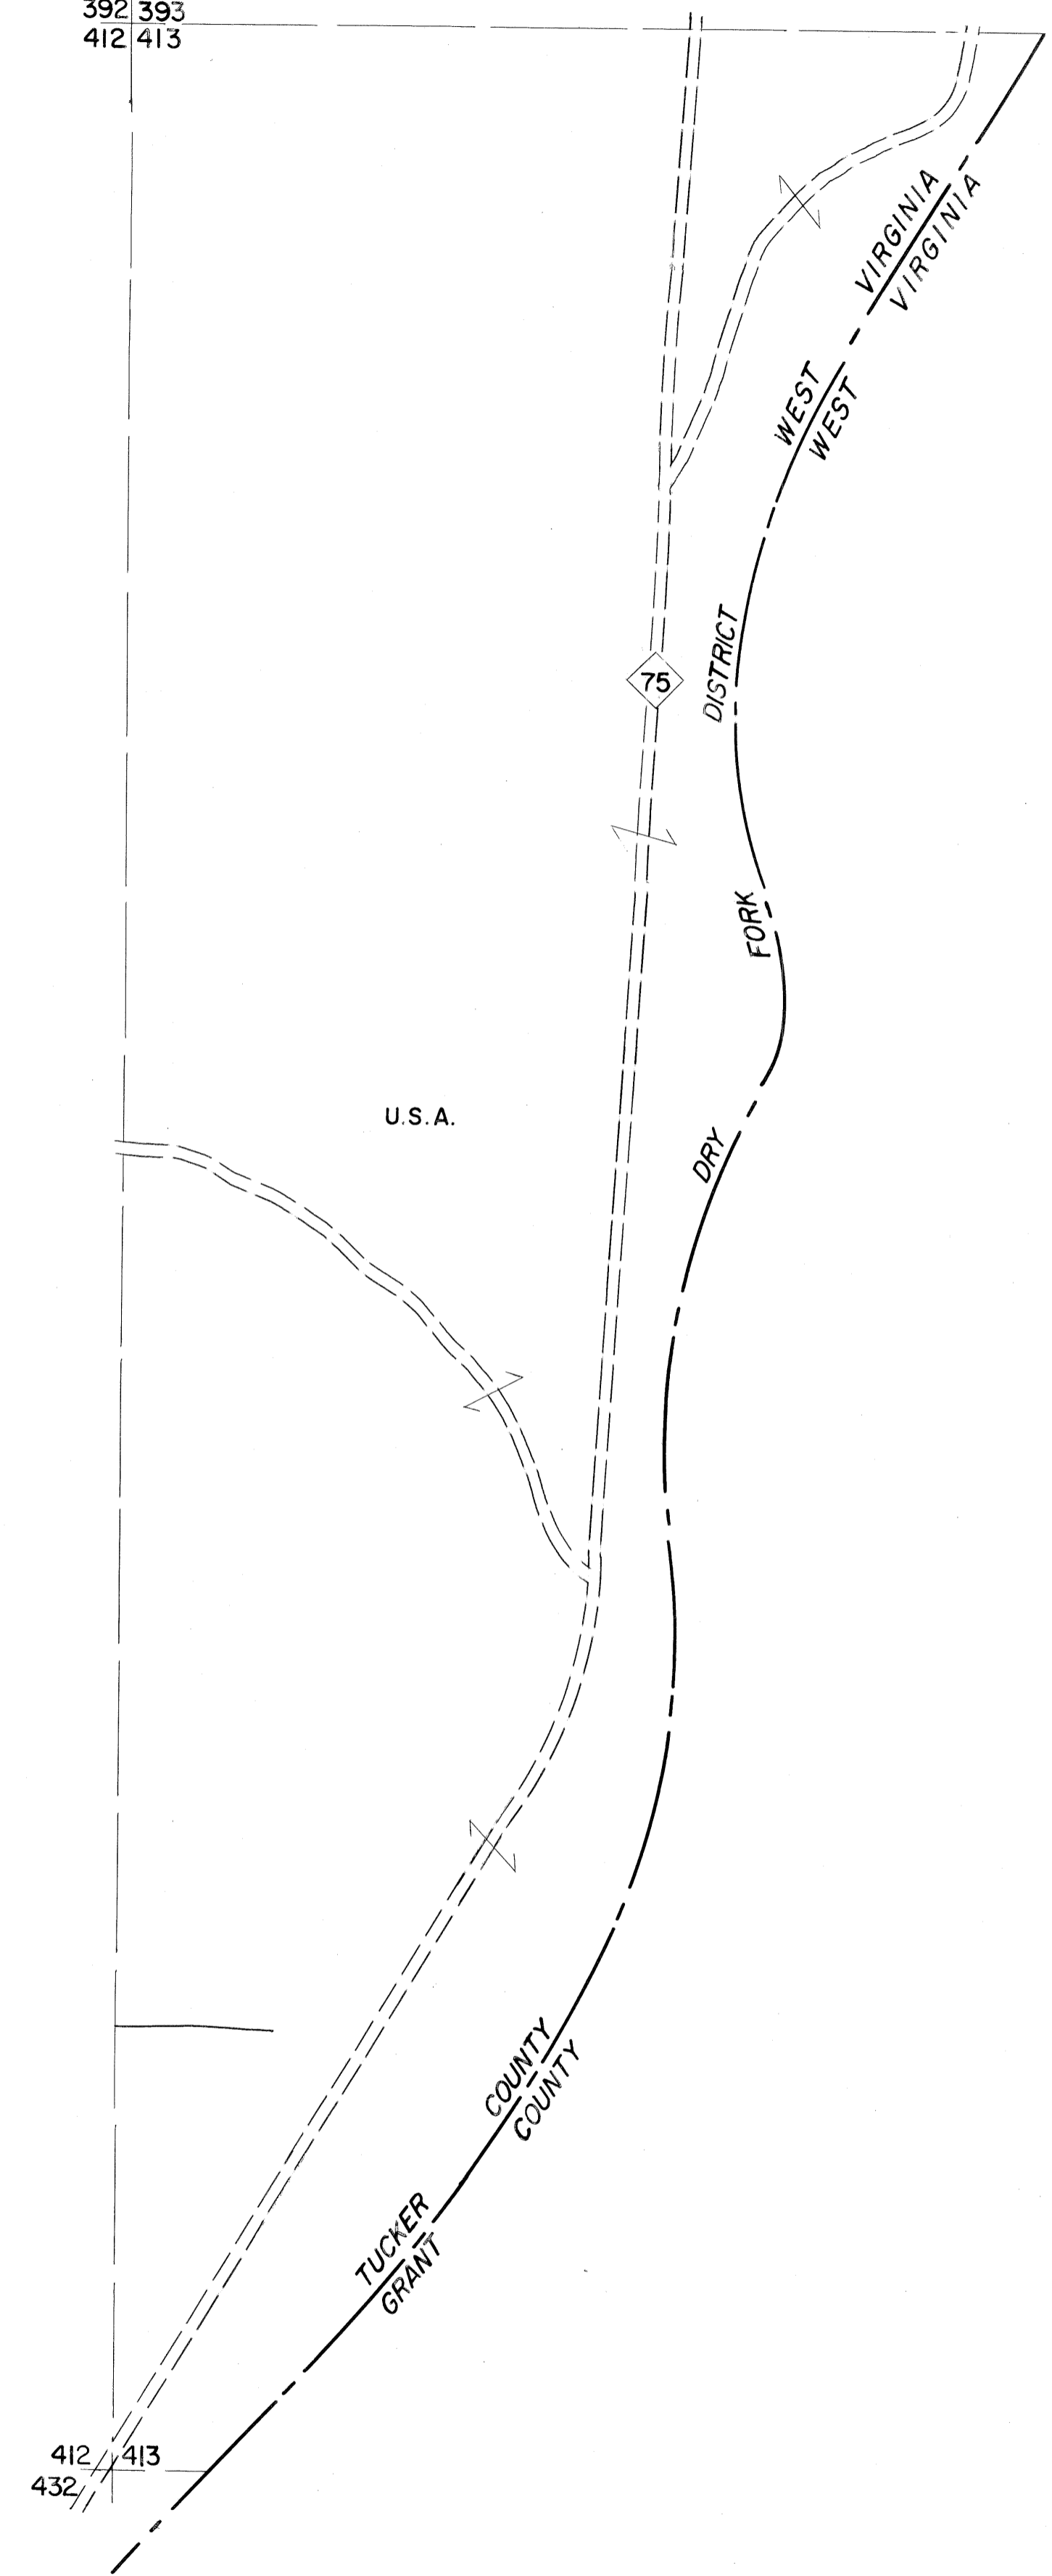 392 393
412 413
VIRGINIA
VIRGINIA
WEST
WEST
DISTRICT
75
FORK
U.S.A.
DRY
COUNTY
COUNTY
TUCKER
GRANT
412 413
432